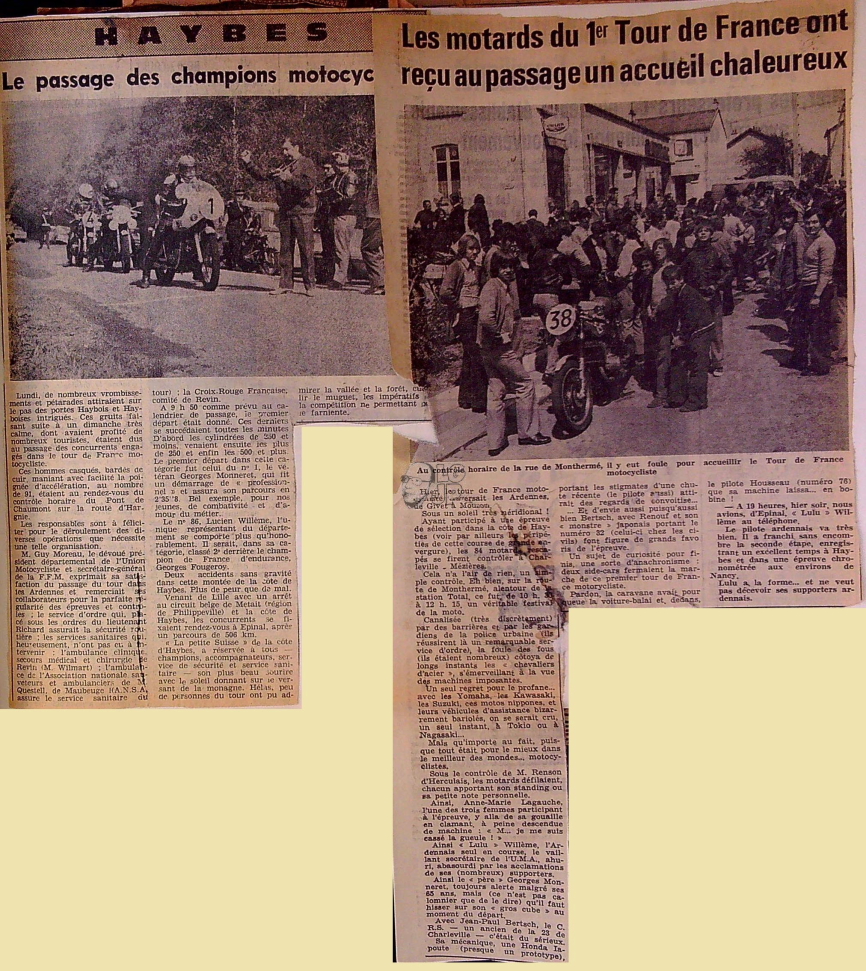 HAYBES
Le passage des champions motocyc
Lundi, de nombreux vrombisse-
ments et pétarades attiraient sur
le pas des portes Haybois et Hay-
boises intrigués. Ces bruits fai-
sant suite à un dimanche très
calme, dont avaient profité de
nombreux touristes, étaient dus
au passage des concurrents enga-
gés dans le tour de France mo-
tocycliste.
Ces hommes casqués, bardés de
cuir, maniant avec facilité la poi-
gnée d'accélération, au nombre
de 91, étaient au rendez-vous du
contrôle horaire du Pont de
Chaumont sur la route d'Har-
gnie.
Les responsables à féliciter
pour le déroulement des di-
verses opérations que nécessite
une telle organisation.
M. Guy Moreau, le dévoué pré-
sident départemental de l'Union
Motocycliste et secrétaire-général
de la F.F.M. exprimait sa satis-
faction du passage du tour dans
les Ardennes et remerciait ses
collaborateurs pour la parfaite ré-
gularité des épreuves et contrô-
les : le service d'ordre qui, pla-
cé sous les ordres du lieutenant
Richard assurait la sécurité rou-
tière ; les services sanitaires qui,
heureusement, n'ont pas eu à in-
tervenir : l'ambulance clinique,
secours médical et chirurgie de
Revin (M. Wilmart) ; l'ambulan-
ce de l'Association nationale sau-
veteurs et ambulanciers de M.
Questell, de Maubeuge (A.N.S.A.
assure le service sanitaire du
tour) ; la Croix-Rouge Française,
comité de Revin.
A 9 h 50 comme prévu au ca-
lendrier de passage, le premier
départ était donné. Ces derniers
se succédaient toutes les minutes
D'abord les cylindrées de 250 et
moins, venaient ensuite les plus
de 250 et enfin les 500 et plus.
Le premier départ dans cette ca-
tégorie fut celui du n° 1, le vé-
téran Georges Monneret, qui fit
un démarrage de « profession-
nel » et assura son parcours en
2'35"8. Bel exemple, pour nos
jeunes, de combativité et d'a-
mour du métier.
Le n° 86, Lucien Willème, l'u-
nique représentant du départe-
ment se comporte plus qu'hono-
rablement. Il serait, dans sa ca-
tégorie, classé 2e derrière le cham-
pion de France d'endurance,
Georges Fougeroy.
Deux accidents sans gravité
dans cette montée de la côte de
Haybes. Plus de peur que de mal.
Venant de Lille avec un arrêt
au circuit belge de Metait (région
de Philippeville) et la côte de
Haybes, les concurrents se fi-
xaient rendez-vous à Epinal, après
un parcours de 506 km.
« La petite Suisse » de la côte
d'Haybes, a réservé à tous —
champions, accompagnateurs, ser-
vice de sécurité et service sani-
taire — son plus beau sourire
avec le soleil donnant sur le ver-
sant de la monagne. Hélas, peu
de personnes du tour ont pu ad-
mirer la vallée et la forêt,
lir le muguet, les impératifs
la compétition ne permettant
le farniente.
Les motards du 1er Tour de France ont
reçu au passage un accueil chaleureux
1
38
Au contrôle horaire de la rue de Monthermé, il y eut foule pour accueillir le Tour de France
motocycliste
Hier, le tour de France moto-
traversait les Ardennes,
de Givet à Mouzon.
Sous un soleil méridional !
Ayant participé à une épreuve
de sélection dans la côte de Hay-
bes (voir par ailleurs les péripé-
ties de cette course de grande en-
vergure), les 84 motards resca-
pés se firent contrôler à Char-
leville - Mézières.
Cela n'a l'air de rien, un sim-
ple contrôle. Eh bien, sur la rou-
te de Monthermé, alentour de la
station Total, ce fut, de 10 h 31
à 12 h. 15, un véritable festival
de la moto.
Canalisée (très discrètement)
par des barrières et par les gar-
diens de la police urbaine (ils
réussirent là un remarquable ser-
vice d'ordre), la foule des fous
(ils étaient nombreux) côtoya de
longs instants les « chevaliers
d'acier », s'émerveillant à la vue
des machines imposantes.
Un seul regret pour le profane...
avec les Yomaha, les Kawasaki,
les Suzuki, ces motos nippones, et
leurs véhicules d'assistance bizar-
rement bariolés, on se serait cru,
un seul instant, à Tokio ou à
Nagasaki...
Mais qu'importe au fait, puis-
que tout était pour le mieux dans
le meilleur des mondes... motocy-
clistes.
Sous le contrôle de M. Renson
d'Herculais, les motards défilaient,
chacun apportant son standing ou
sa petite note personnelle.
Ainsi, Anne-Marie Lagauche,
l'une des trois femmes participant
à l'épreuve, y alla de sa gouaille
en clamant, à peine descendue
de machine : « M... je me suis
cassé la gueule ! »
Ainsi « Lulu » Willème, l'Ar-
dennais seul en course, le vail-
lant secrétaire de l'U.M.A., ahu-
ri, abasourdi par les acclamations
de ses (nombreux) supporters.
Ainsi le « père » Georges Mon-
neret, toujours alerte malgré ses
65 ans, mais (ce n'est pas ca-
lomnier que de le dire) qu'il faut
hisser sur son « gros cube » au
moment du départ.
Avec Jean-Paul Bertsch, le C.
R.S. — un ancien de la 23 de
Charleville — c'était du sérieux.
Sa mécanique, une Honda Ja-
poute (presque un prototype),
portant les stigmates d'une chu-
te récente (le pilote aussi) atti-
rait des regards de convoitise...
Et d'envie aussi puisqu'aussi
bien Bertsch, avec Renouf et son
« monstre » japonais portant le
numéro 32 (celui-ci chez les ci-
vils) font figure de grands favo
ris de l'épreuve.
Un sujet de curiosité pour fi-
nis, une sorte d'anachronisme :
deux side-cars fermaient la mar-
che de ce premier tour de Fran-
ce motocycliste.
Pardon, la caravane avait pour
queue la voiture-balai et, dedans,
le pilote Housseau (numéro 76)
que sa machine laissa... en bo-
bine !
— A 19 heures, hier soir, nous
avions, d'Epinal, « Lulu » Wil-
lème au téléphone.
Le pilote ardennais va très
bien. Il a franchi sans encom-
bre la seconde étape, enregis-
trant un excellent temps à Hay-
bes et dans une épreuve chro-
nométrée aux environs de
Nancy.
Lulu a la forme... et ne veut
pas décevoir ses supporters ar-
dennais.